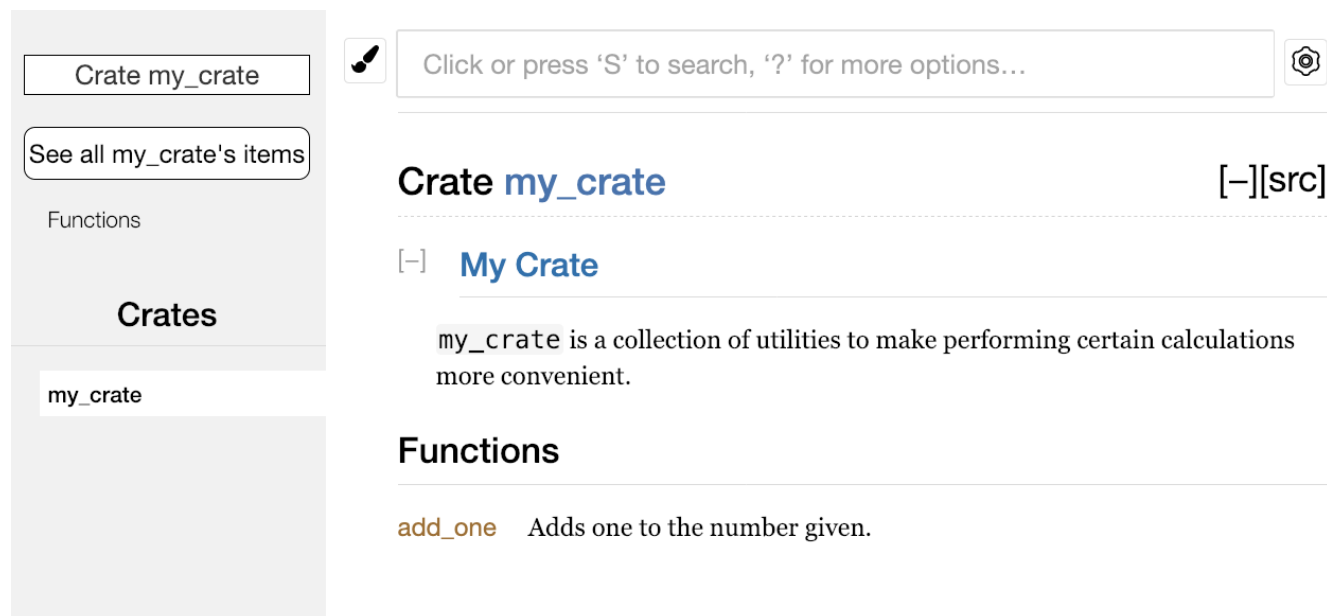 Crate my_crate
See all my_crate's items
Functions
Crates
my_crate
Click or press ‘S’ to search, ‘?’ for more options…
Crate my_crate
[−][src]
[−] My Crate
my_crate is a collection of utilities to make performing certain calculations
more convenient.
Functions
add_one Adds one to the number given.